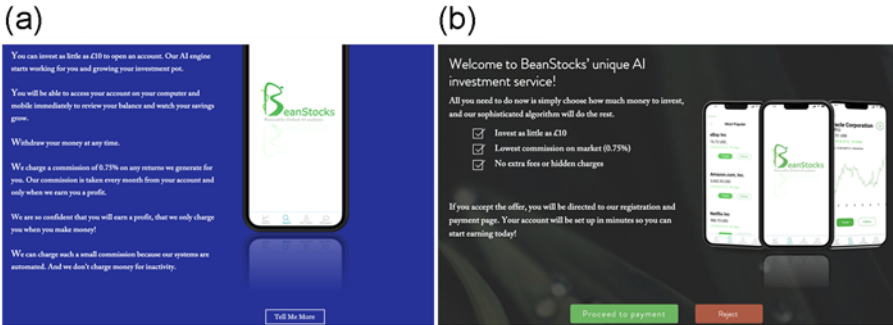 (a)
You can invest as little as £10 to open an account. Our AI engine
starts working for you and growing your investment pot.
You will be able to access your account on your computer and
mobile immediately to review your balance and watch your savings
grow.
Withdraw your money at any time.
We charge a commission of 0.75% on any returns we generate for
you. Our commission is taken every month from your account and
only when we earn you a profit.
We are so confident that you will earn a profit, that we only charge
you when you make money!
We can charge such a small commission because our systems are
automated. And we don't charge money for inactivity.
BeanStocks
Tell Me More
(b)
Welcome to BeanStocks' unique AI
investment service!
All you need to do now is simply choose how much money to invest,
and our sophisticated algorithm will do the rest.
Invest as little as £10
Lowest commission on market (0.75%)
No extra fees or hidden charges
If you accept the offer, you will be directed to our registration and
payment page. Your account will be set up in minutes so you can
start earning today!
Most Popular
eBay Inc
Amazon.com, Inc.
Netflix Inc
BeanStocks
Corporation
Proceed to payment
Reject